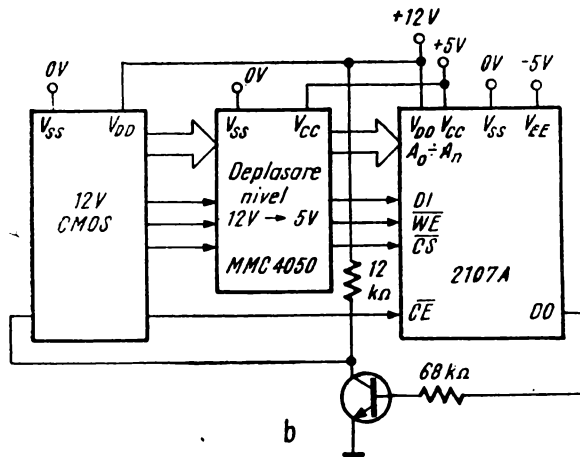 +12V
+5V
0V
0V
0V
-5V
VSS
VDD
VSS
VCC
VDD
VCC
VSS
VEE
A0÷An
12V
CMOS
Deplasare
nivel
12V → 5V
MMC 4050
DI
WE
CS
2107A
CE
DO
12
kΩ
68 kΩ
b